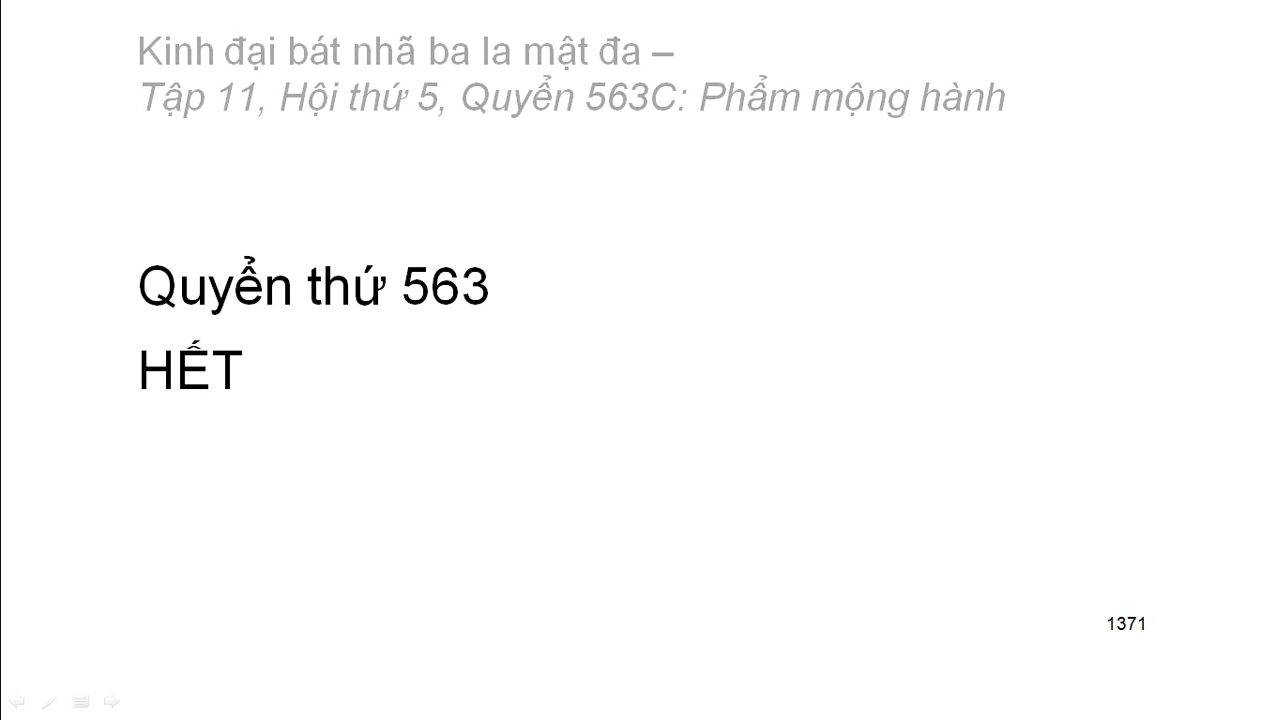 Kinh đại bát nhã ba la mật đa –
Tập 11, Hội thứ 5, Quyển 563C: Phẩm mộng hành
Quyển thứ 563
HẾT
1371